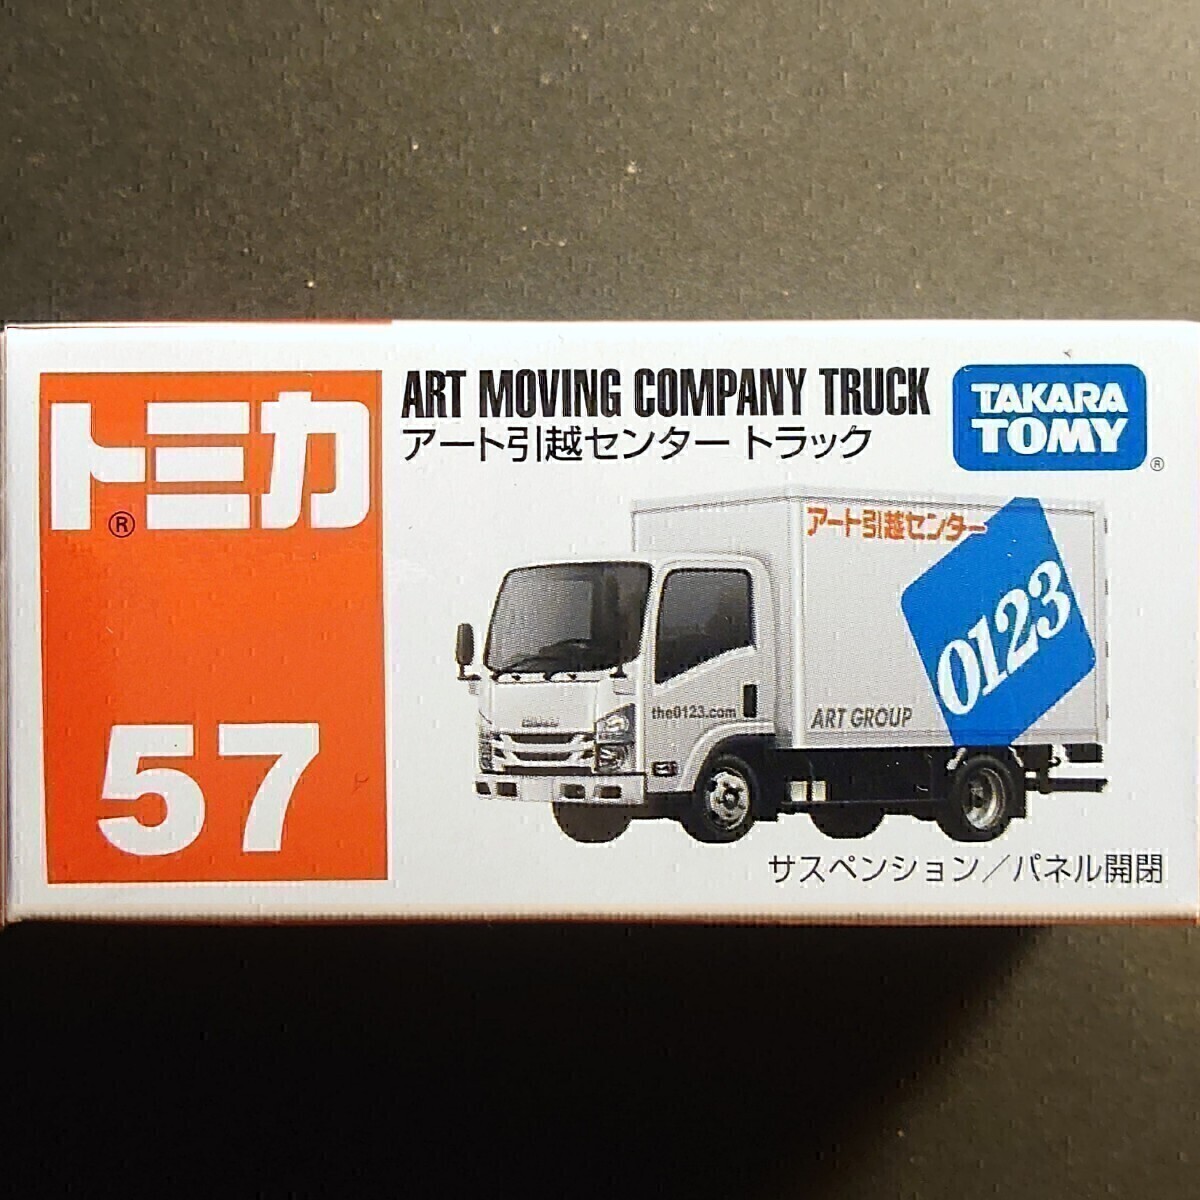 トミカ
®
57
ART MOVING COMPANY TRUCK
アート引越センター トラック
TAKARA
TOMY
®
アート引越センター
0123
the0123.com
ART GROUP
ISUZU
サスペンション/パネル開閉